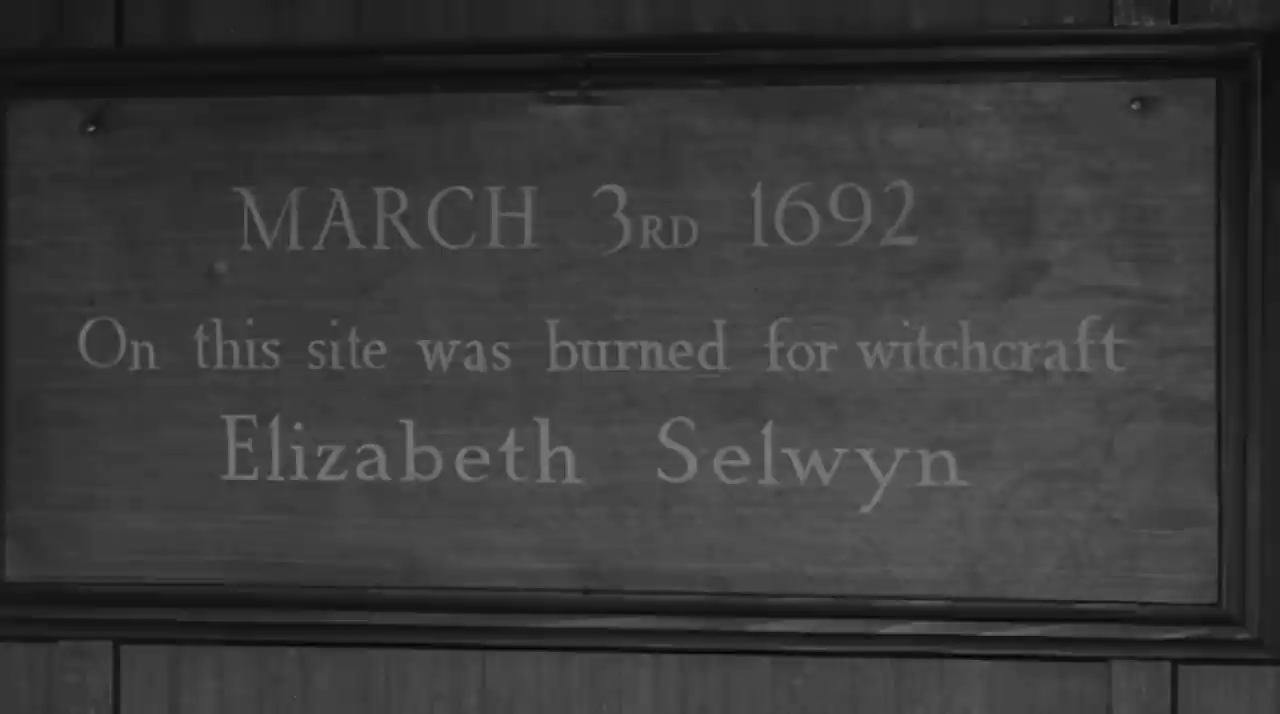 MARCH 3RD 1692
On this site was burned for witchcraft
Elizabeth Selwyn